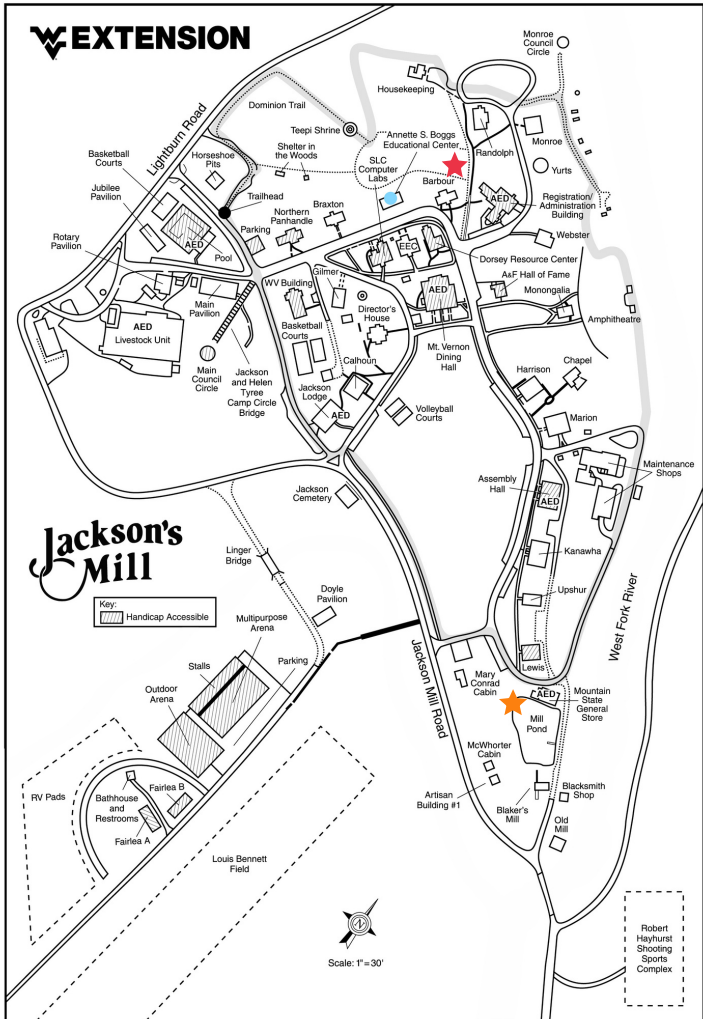 WV EXTENSION
Monroe
Council
Circle
Housekeeping
Dominion Trail
Lightburn Road
Teepi Shrine
Annette S. Boggs
Educational Center
Shelter in
the Woods
SLC
Computer
Labs
Randolph
Monroe
Basketball
Courts
Horseshoe
Pits
Yurts
Jubilee
Pavilion
Trailhead
Barbour
AED
Registration/
Administration
Building
Northern
Panhandle
Braxton
Parking
Rotary
Pavilion
AED
Pool
EEC
Webster
Dorsey Resource Center
WV Building
Gilmer
AED
A&F Hall of Fame
Monongalia
Main
Pavilion
Director's
House
AED
Livestock Unit
Basketball
Courts
Mt. Vernon
Dining
Hall
Amphitheatre
Calhoun
Main
Council
Circle
Jackson
and Helen
Tyree
Camp Circle
Bridge
Jackson
Lodge
AED
Harrison
Chapel
Volleyball
Courts
Marion
Maintenance
Shops
Assembly
Hall
AED
Jackson
Cemetery
Jackson's
Mill
Linger
Bridge
Kanawha
Key:
Handicap Accessible
Doyle
Pavilion
Upshur
West Fork River
Multipurpose
Arena
Stalls
Parking
Jackson Mill Road
Lewis
Mary
Conrad
Cabin
AED
Mountain
State
General
Store
Outdoor
Arena
Mill
Pond
McWhorter
Cabin
RV Pads
Bathhouse
and
Restrooms
Fairlea B
Fairlea A
Artisan
Building #1
Blaker's
Mill
Blacksmith
Shop
Old
Mill
Louis Bennett
Field
N
Scale: 1"=30'
Robert
Hayhurst
Shooting
Sports
Complex